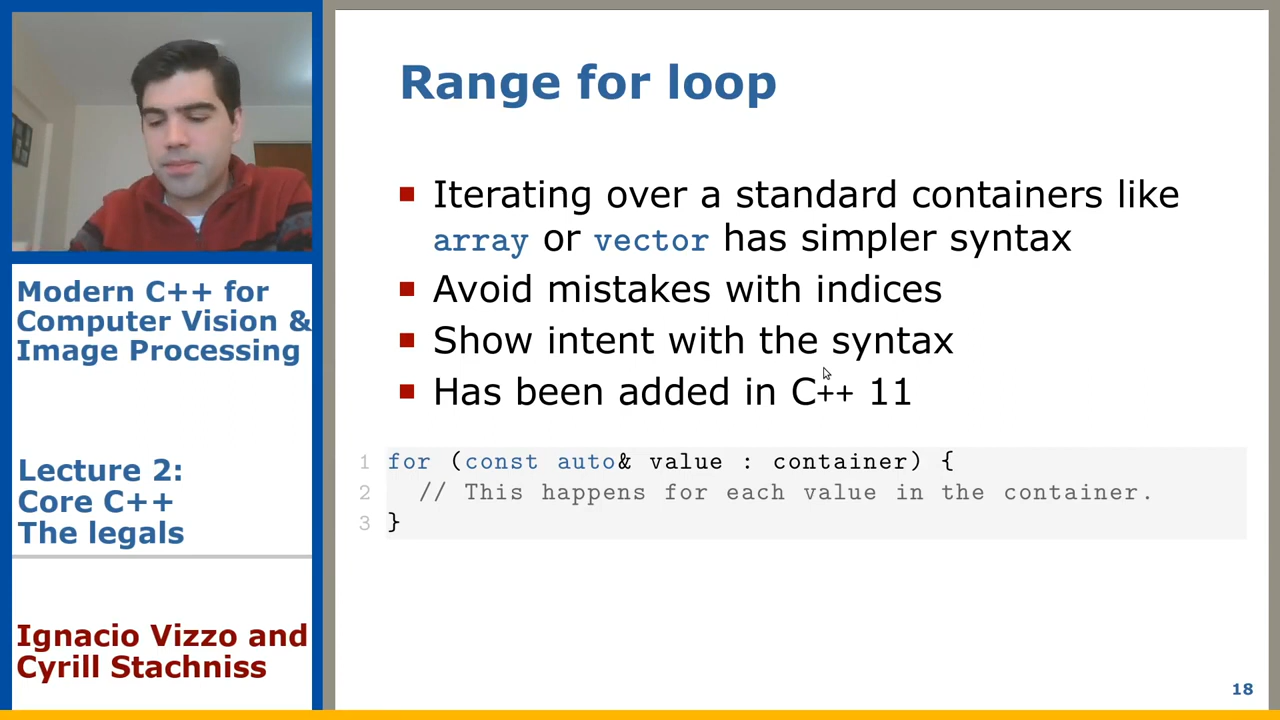 Modern C++ for
Computer Vision &
Image Processing
Lecture 2:
Core C++
The legals
Ignacio Vizzo and
Cyrill Stachniss
Range for loop
Iterating over a standard containers like
array or vector has simpler syntax
Avoid mistakes with indices
Show intent with the syntax
Has been added in C++ 11
1 for (const auto& value : container) {
2 // This happens for each value in the container.
3 }
18